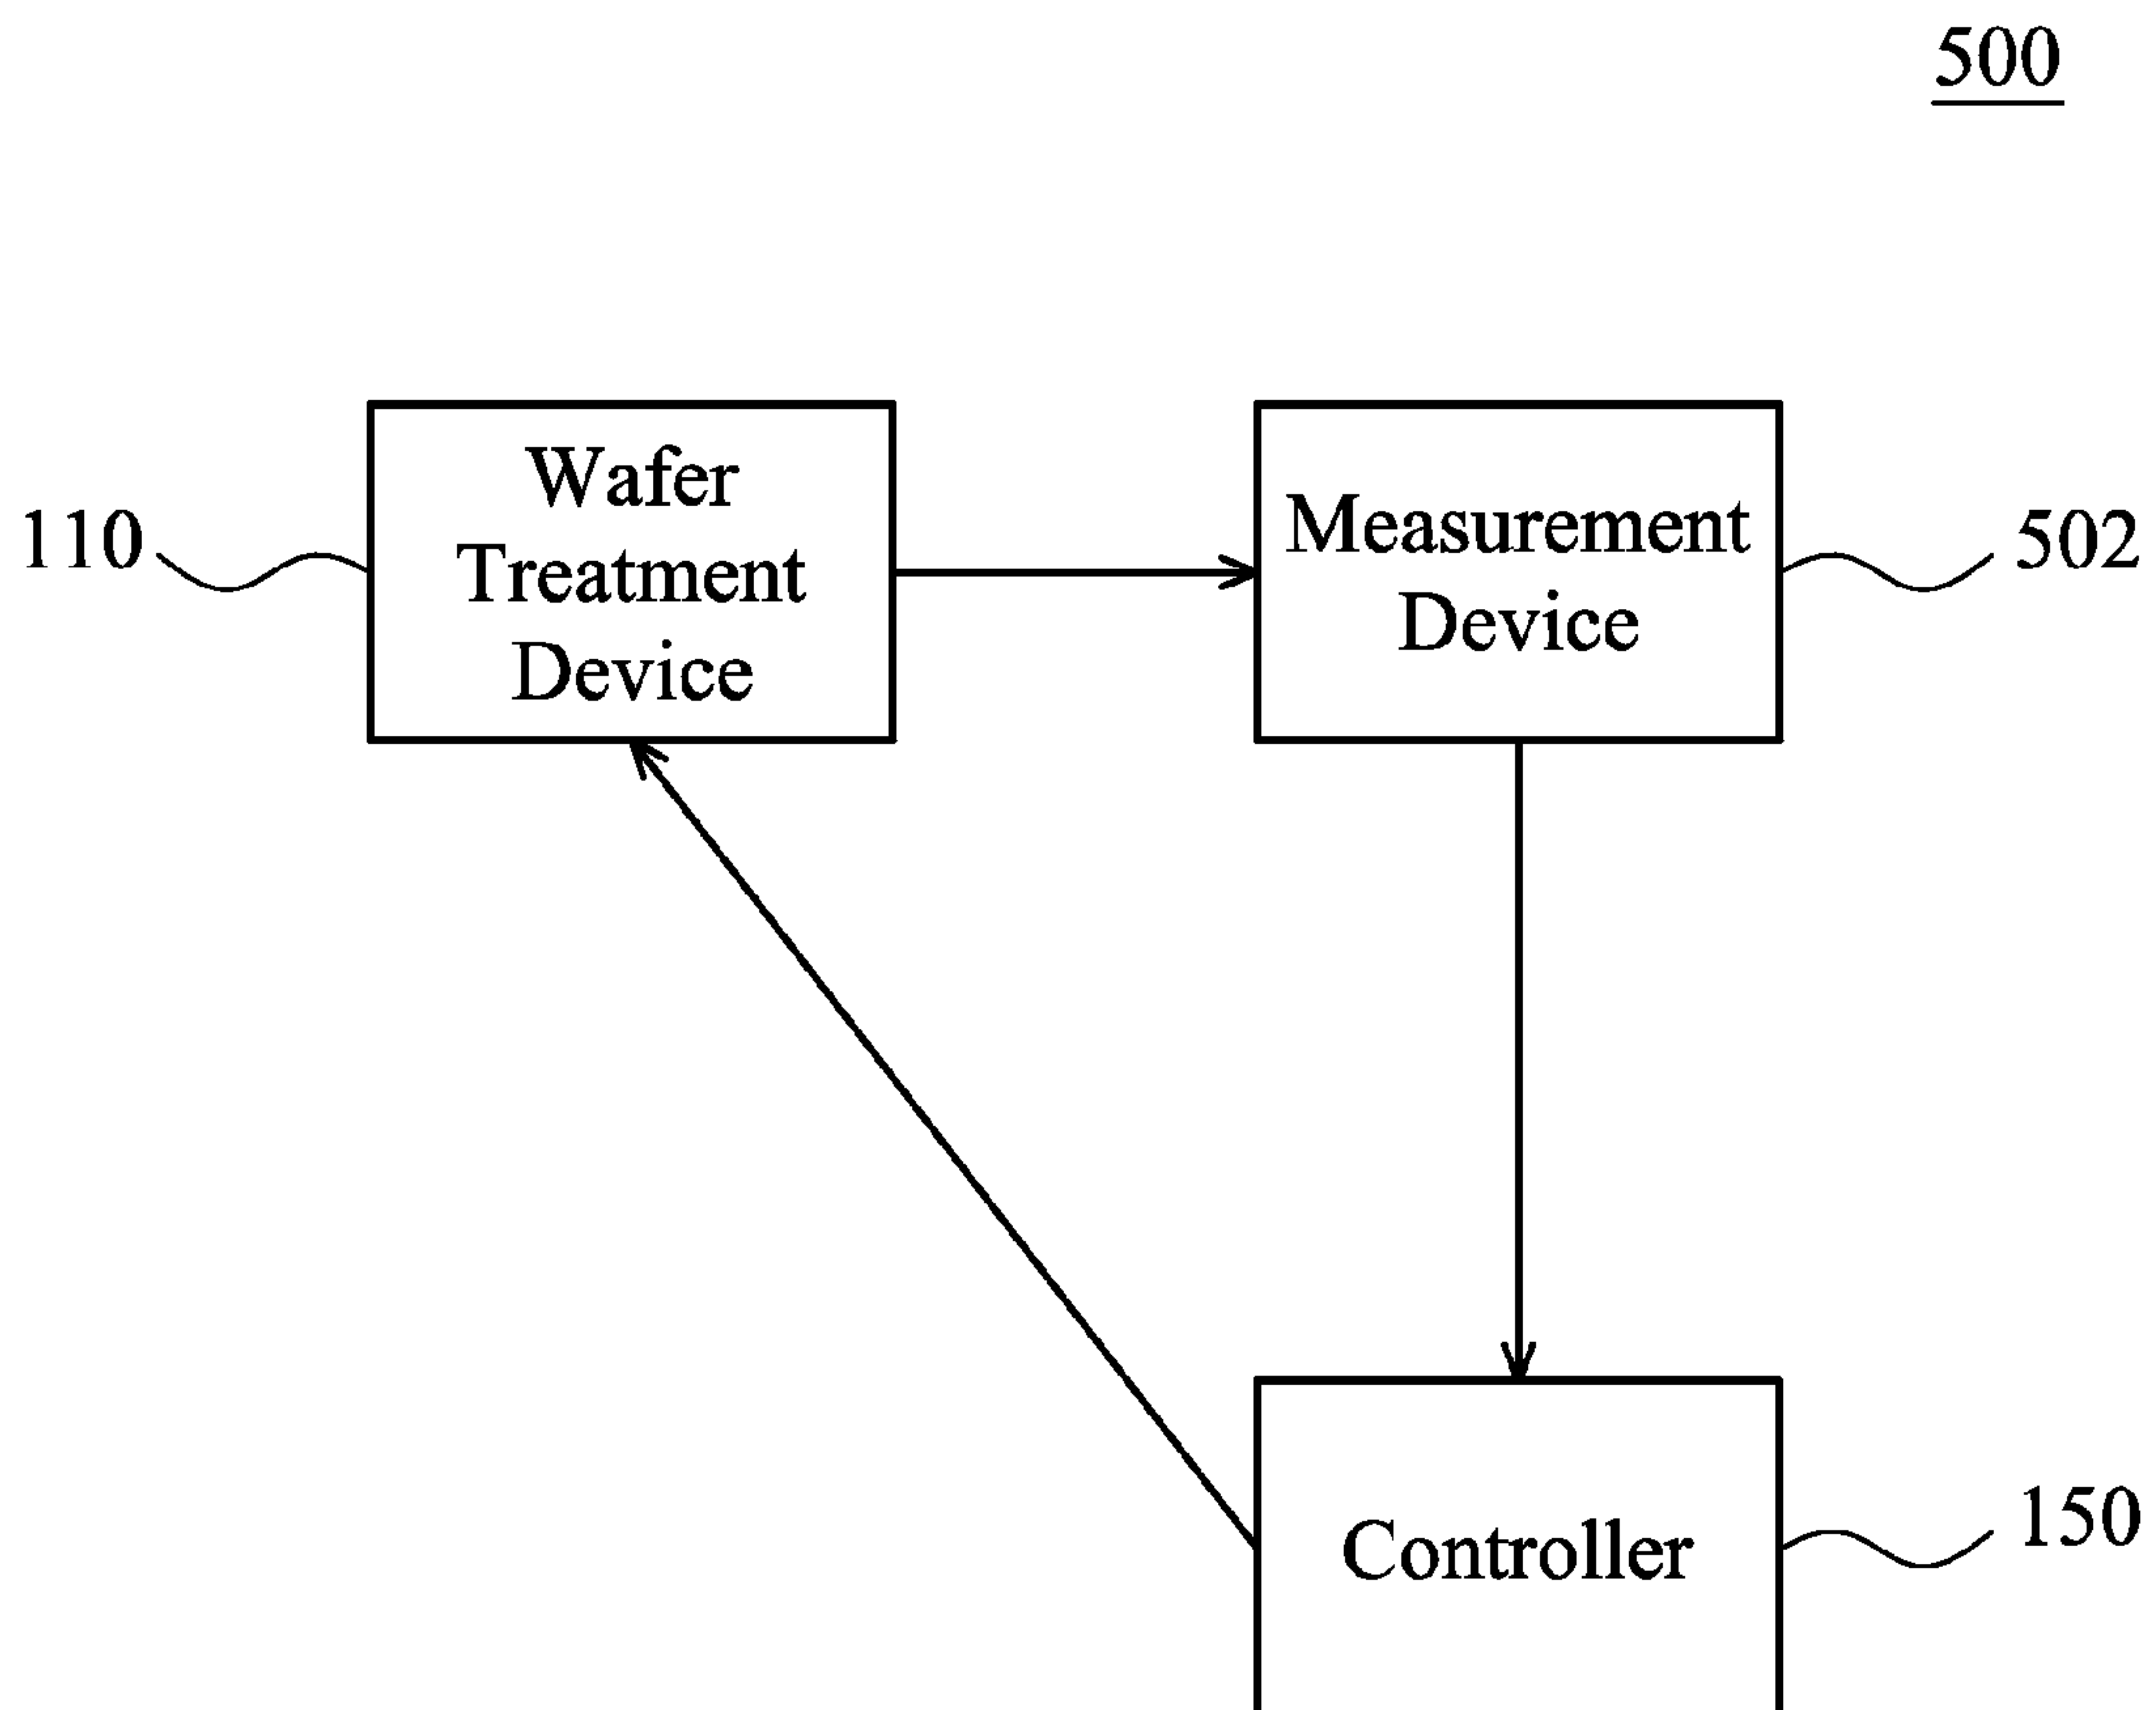 500
Wafer
Treatment
Device
110
Measurement
Device
502
Controller
150